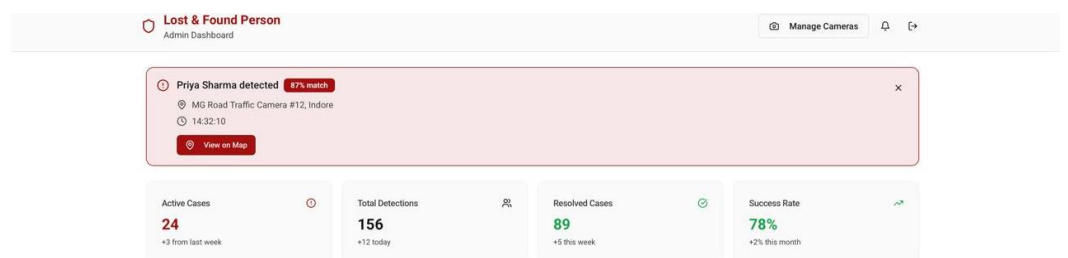 Lost & Found Person
Admin Dashboard
Manage Cameras
Priya Sharma detected 87% match
MG Road Traffic Camera #12, Indore
14:32:10
View on Map
Active Cases
24
+3 from last week
Total Detections
156
+12 today
Resolved Cases
89
+5 this week
Success Rate
78%
+2% this month